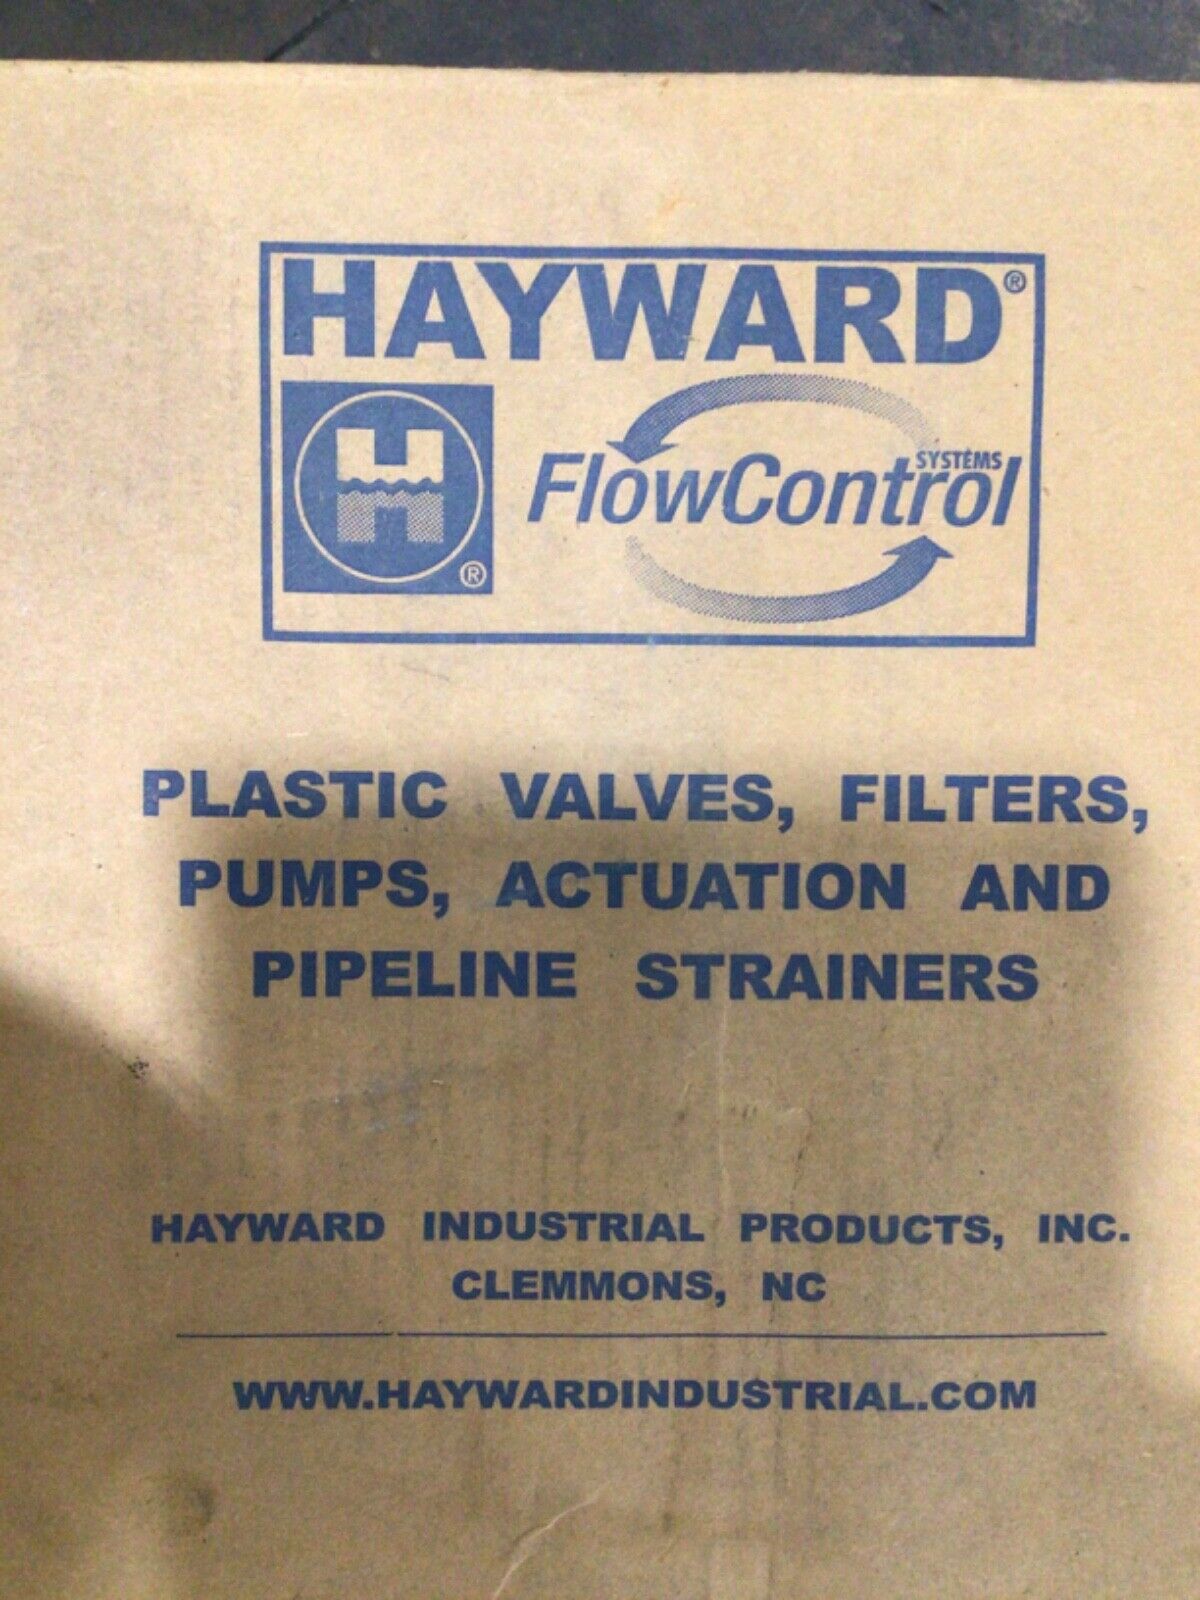 HAYWARD®
H ®
FlowControl SYSTEMS
PLASTIC VALVES, FILTERS,
PUMPS, ACTUATION AND
PIPELINE STRAINERS
HAYWARD INDUSTRIAL PRODUCTS, INC.
CLEMMONS, NC
WWW.HAYWARDINDUSTRIAL.COM